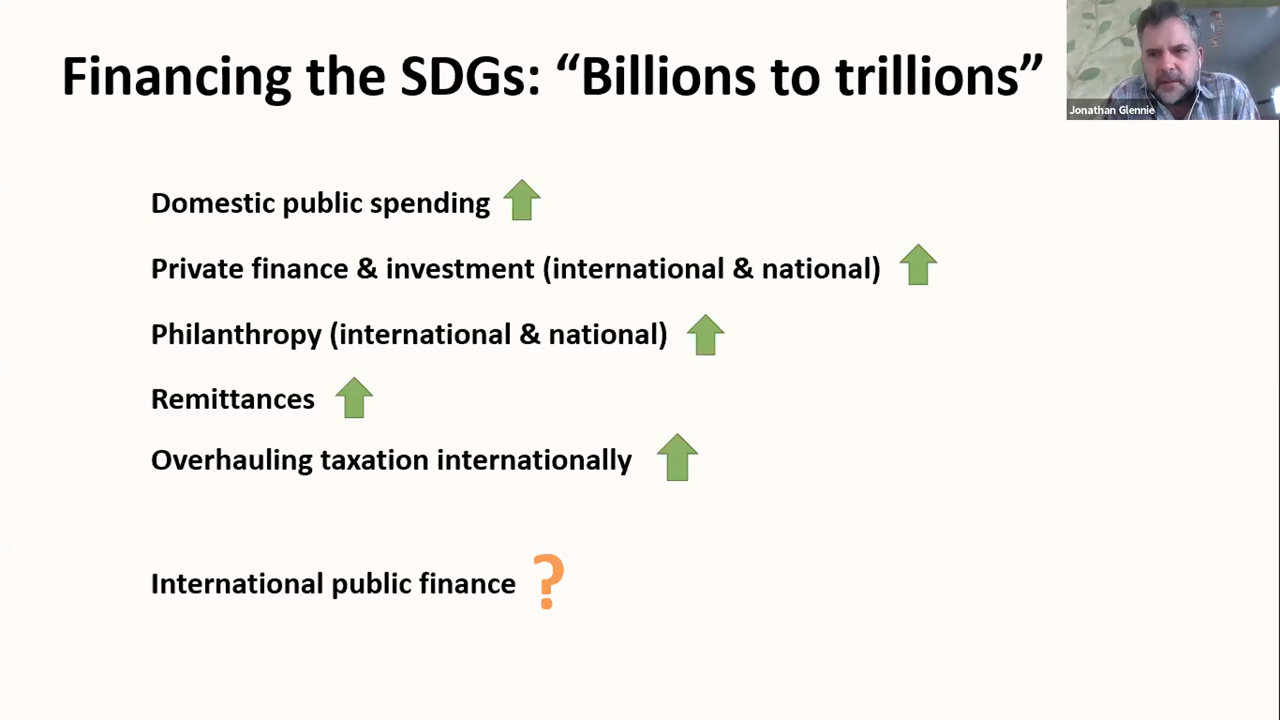 Financing the SDGs: “Billions to trillions”
Jonathan Glennie
Domestic public spending
Private finance & investment (international & national)
Philanthropy (international & national)
Remittances
Overhauling taxation internationally
International public finance ?